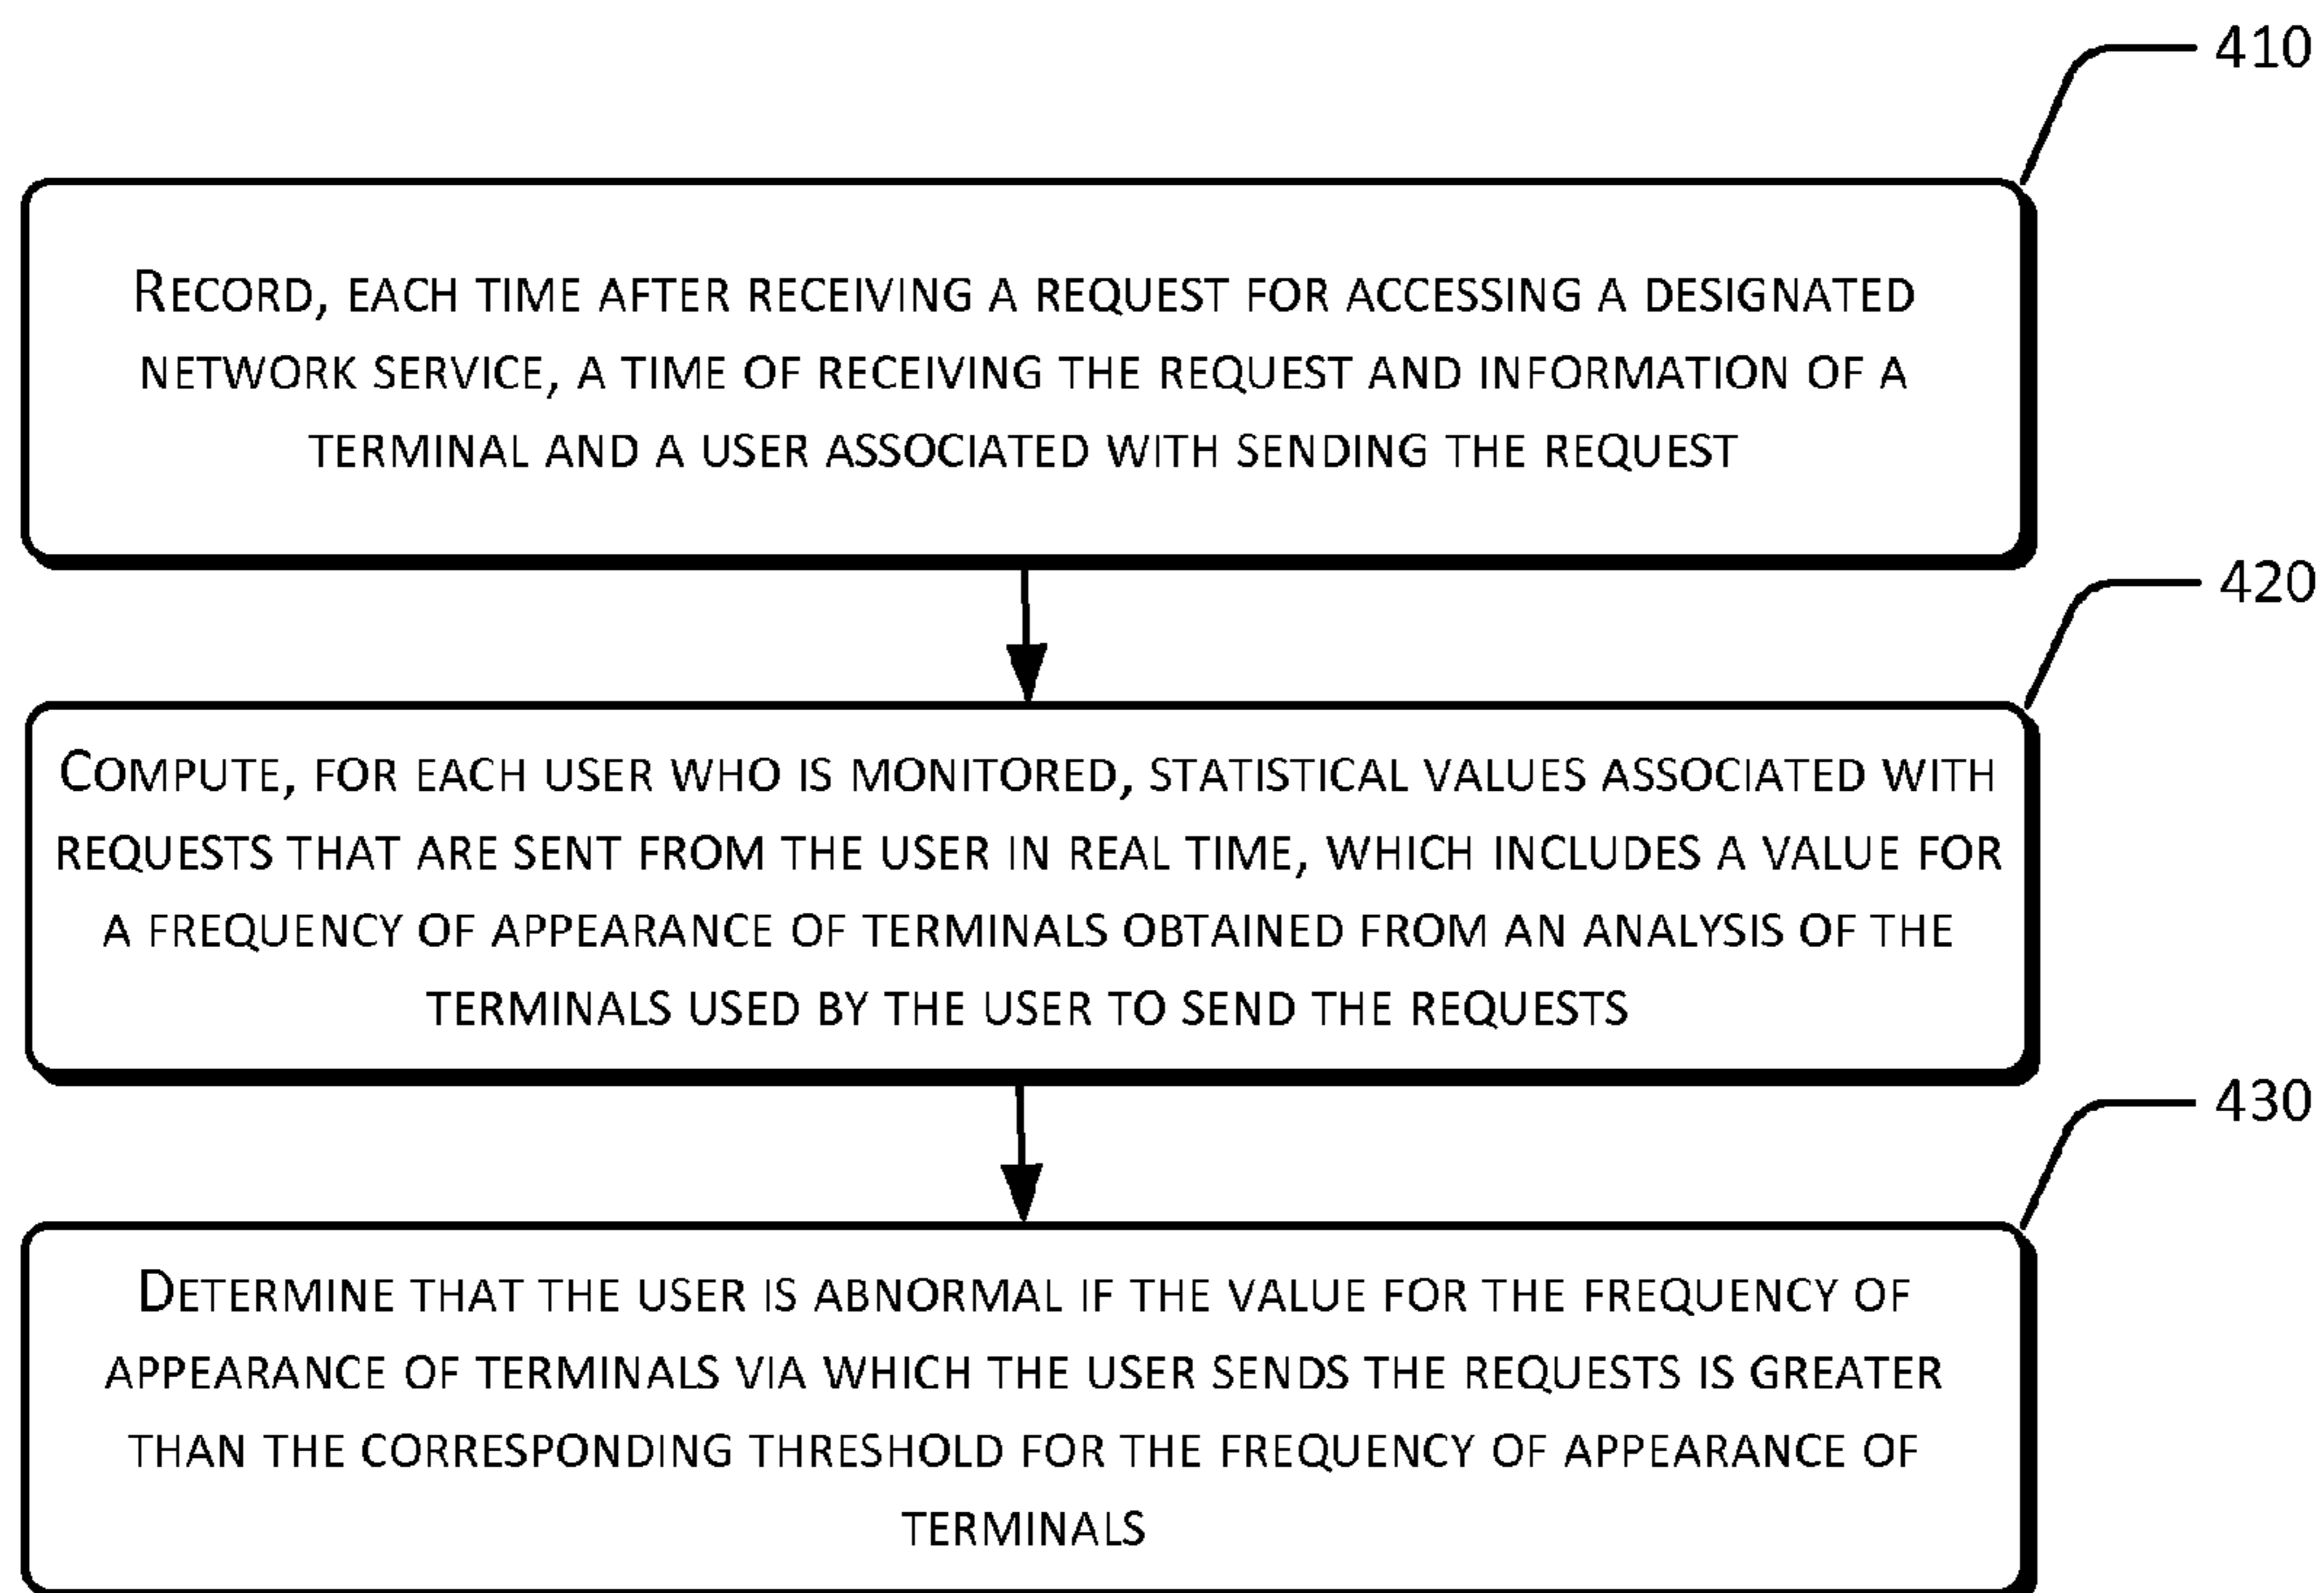 410
RECORD, EACH TIME AFTER RECEIVING A REQUEST FOR ACCESSING A DESIGNATED
NETWORK SERVICE, A TIME OF RECEIVING THE REQUEST AND INFORMATION OF A
TERMINAL AND A USER ASSOCIATED WITH SENDING THE REQUEST
420
COMPUTE, FOR EACH USER WHO IS MONITORED, STATISTICAL VALUES ASSOCIATED WITH
REQUESTS THAT ARE SENT FROM THE USER IN REAL TIME, WHICH INCLUDES A VALUE FOR
A FREQUENCY OF APPEARANCE OF TERMINALS OBTAINED FROM AN ANALYSIS OF THE
TERMINALS USED BY THE USER TO SEND THE REQUESTS
430
DETERMINE THAT THE USER IS ABNORMAL IF THE VALUE FOR THE FREQUENCY OF
APPEARANCE OF TERMINALS VIA WHICH THE USER SENDS THE REQUESTS IS GREATER
THAN THE CORRESPONDING THRESHOLD FOR THE FREQUENCY OF APPEARANCE OF
TERMINALS